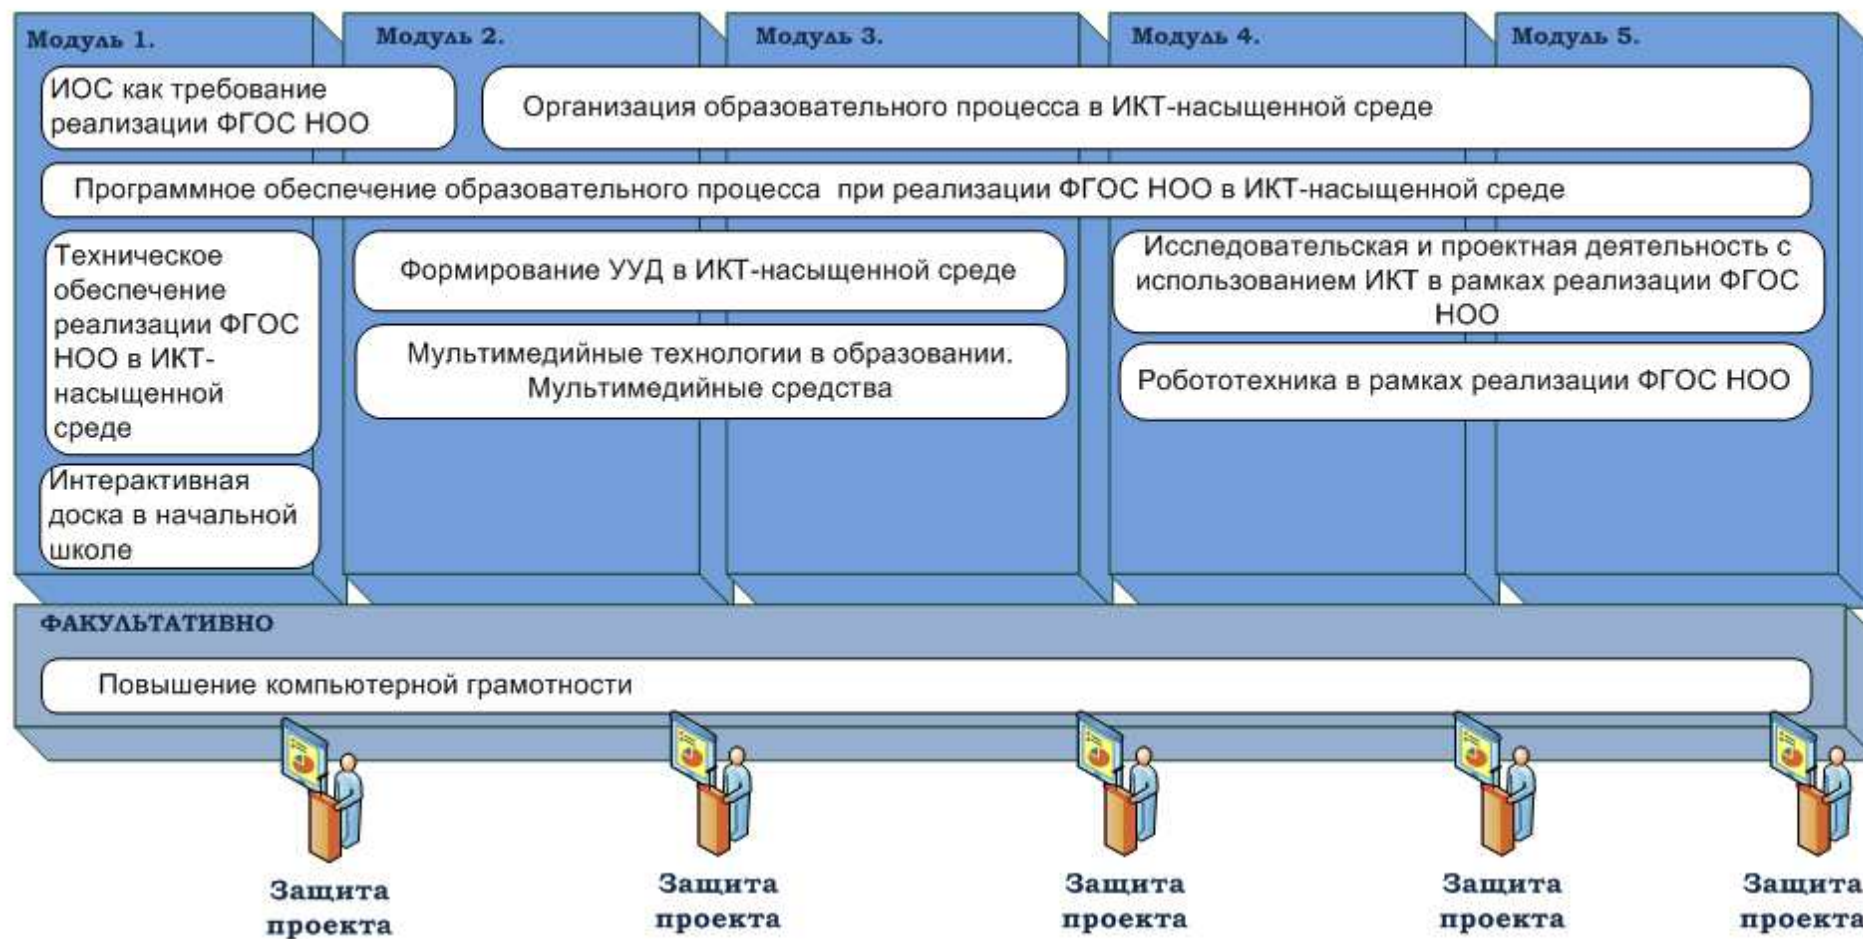 Модуль 1.
Модуль 2.
Модуль 3.
Модуль 4.
Модуль 5.
ИОС как требование
реализации ФГОС НОО
Организация образовательного процесса в ИКТ-насыщенной среде
Программное обеспечение образовательного процесса при реализации ФГОС НОО в ИКТ-насыщенной среде
Техническое
обеспечение
реализации ФГОС
НОО в ИКТ-
насыщенной
среде
Интерактивная
доска в начальной
школе
Формирование УУД в ИКТ-насыщенной среде
Мультимедийные технологии в образовании.
Мультимедийные средства
Исследовательская и проектная деятельность с
использованием ИКТ в рамках реализации ФГОС
НОО
Робототехника в рамках реализации ФГОС НОО
ФАКУЛЬТАТИВНО
Повышение компьютерной грамотности
Защита
проекта
Защита
проекта
Защита
проекта
Защита
проекта
Защита
проекта